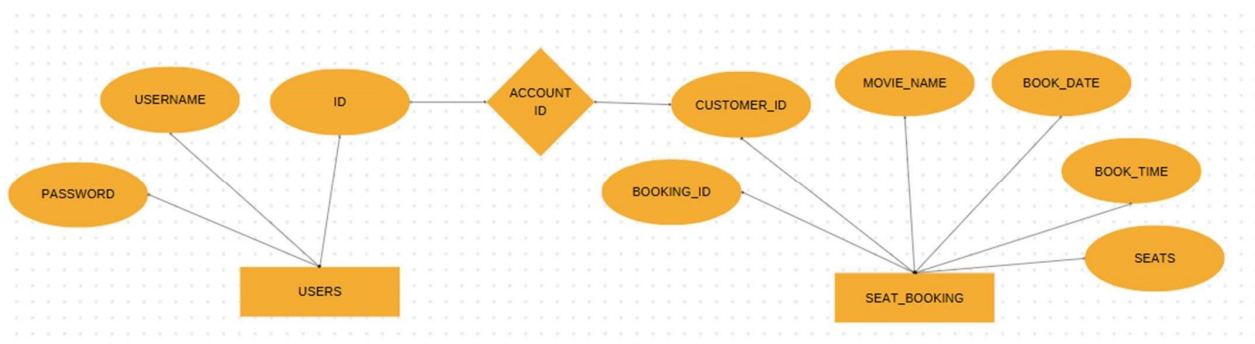 USERNAME
ID
ACCOUNT
ID
CUSTOMER_ID
MOVIE_NAME
BOOK_DATE
PASSWORD
BOOKING_ID
BOOK_TIME
SEATS
USERS
SEAT_BOOKING